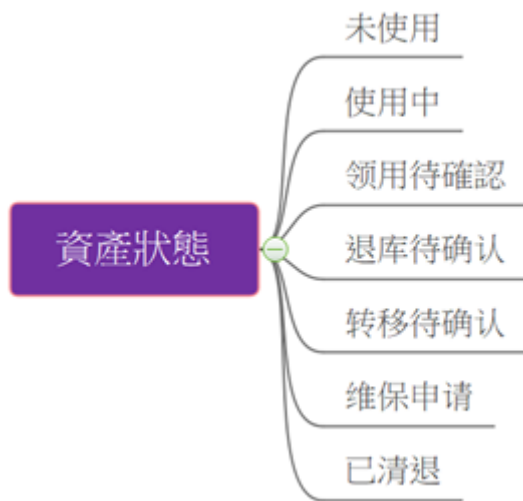 資產狀態
未使用
使用中
领用待確認
退库待确认
转移待确认
维保申请
已清退